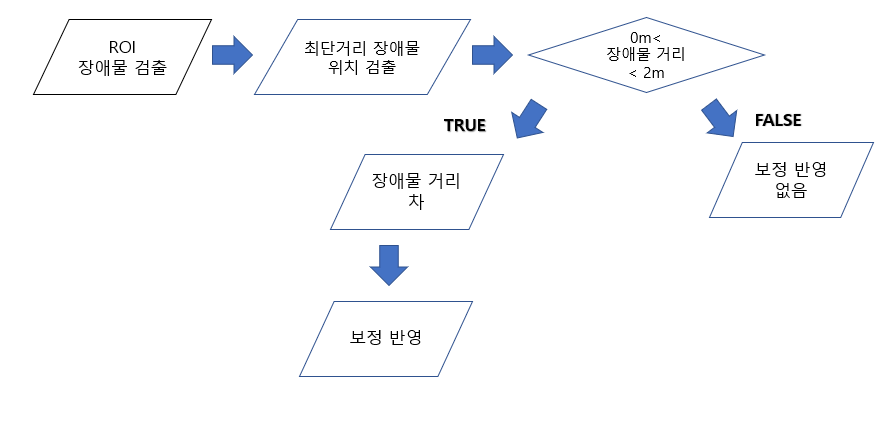 ROI
장애물 검출
최단거리 장애물
위치 검출
0m<
장애물 거리
< 2m
TRUE
FALSE
장애물 거리
차
보정 반영
없음
보정 반영